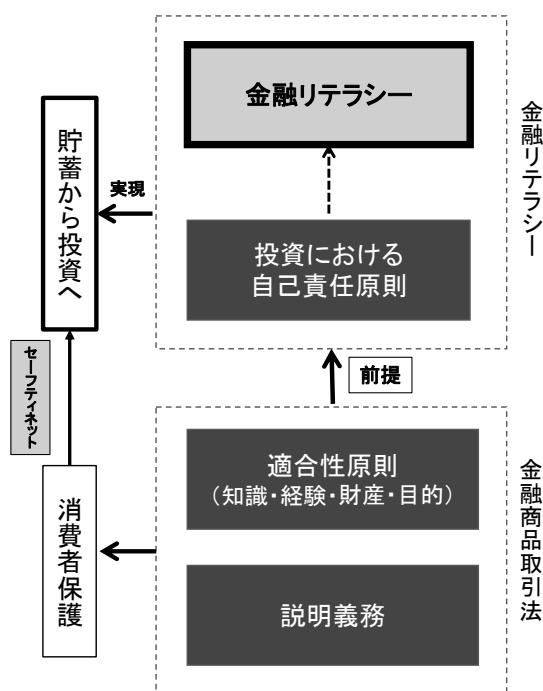 金融リテラシー
金融リテラシー
貯蓄から投資へ
実現
投資における
自己責任原則
セーフティネット
前提
適合性原則
（知識・経験・財産・目的）
金融商品取引法
消費者保護
説明義務